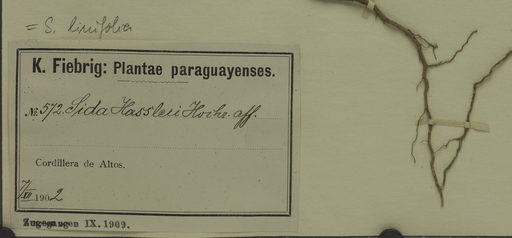 = S. linifolia
K. Fiebrig: Plantae paraguayenses.
№ 572. Sida Hassleri Hochr. aff.
Cordillera de Altos.
7/XII 1902
Zugegangen IX. 1909.